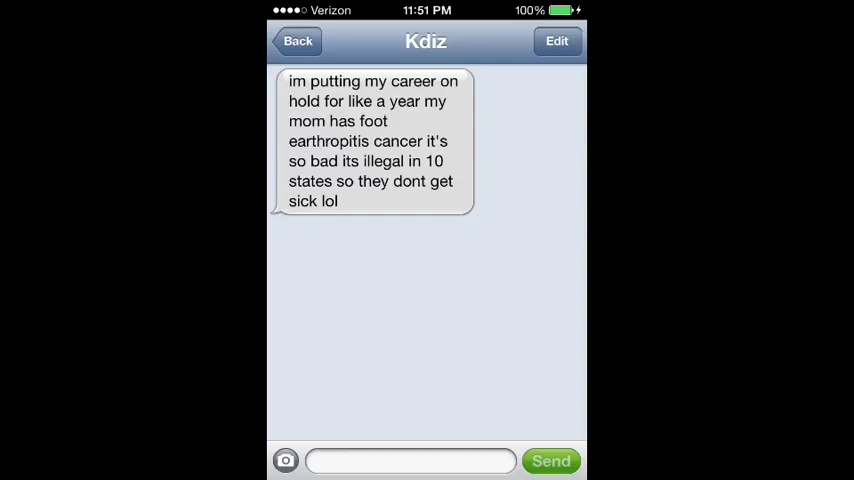 Verizon 11:51 PM 100%
Back Kdiz Edit
im putting my career on
hold for like a year my
mom has foot
earthropitis cancer it's
so bad its illegal in 10
states so they dont get
sick lol
Send